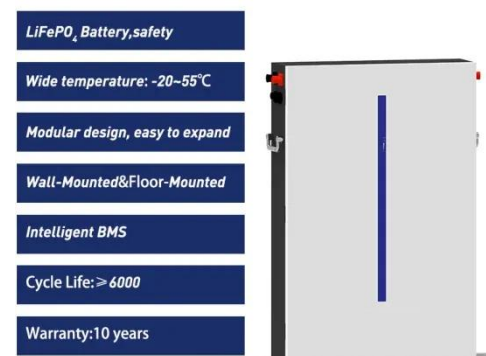 LiFePO₄ Battery,safety
Wide temperature: -20~55℃
Modular design, easy to expand
Wall-Mounted&Floor-Mounted
Intelligent BMS
Cycle Life:≥6000
Warranty:10 years